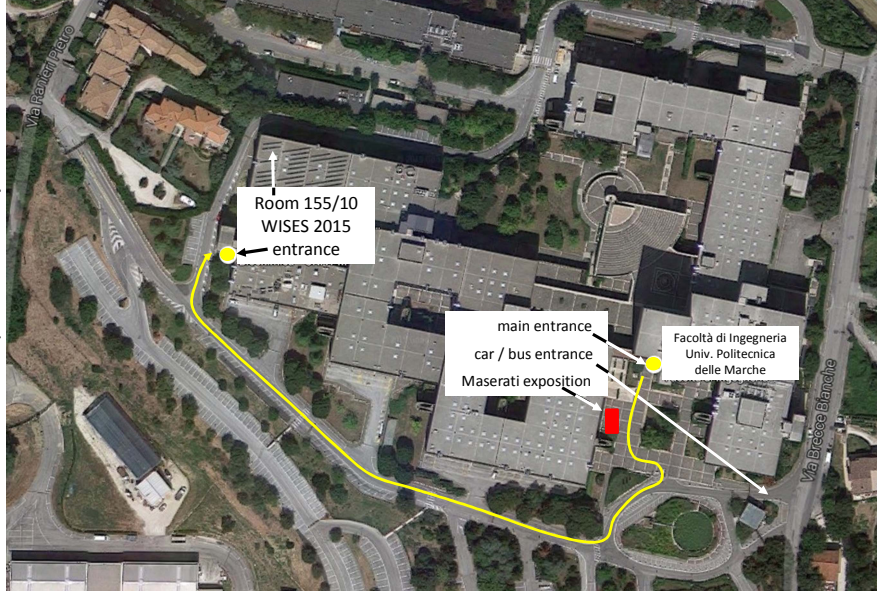 Via Ranieri Pietro
Room 155/10
WISES 2015
entrance
main entrance
car / bus entrance
Maserati exposition
Facoltà di Ingegneria
Univ. Politecnica
delle Marche
Via Brecce Bianche